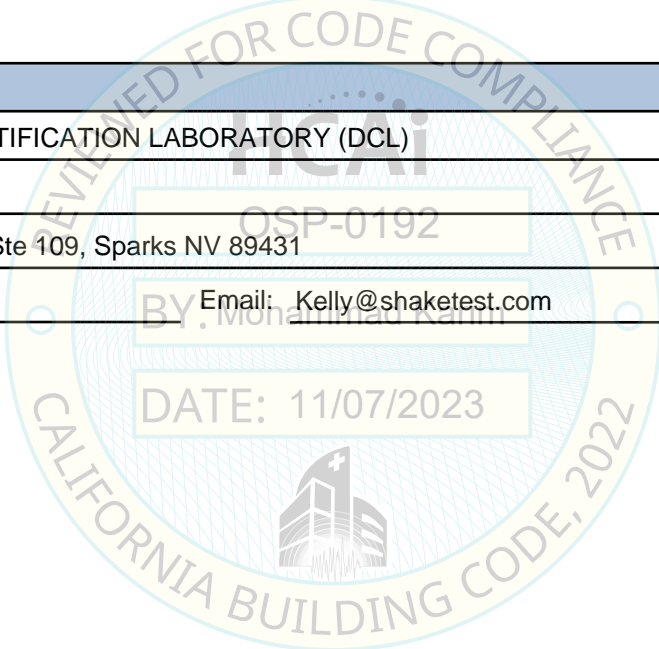 REVIEWED FOR CODE COMPLIANCE
HCAi
TIFICATION LABORATORY (DCL)
OSP-0192
Ste 109, Sparks NV 89431
Email: Kelly@shaketest.com
BY: Mohammad Karim
DATE: 11/07/2023
CALIFORNIA BUILDING CODE, 2022